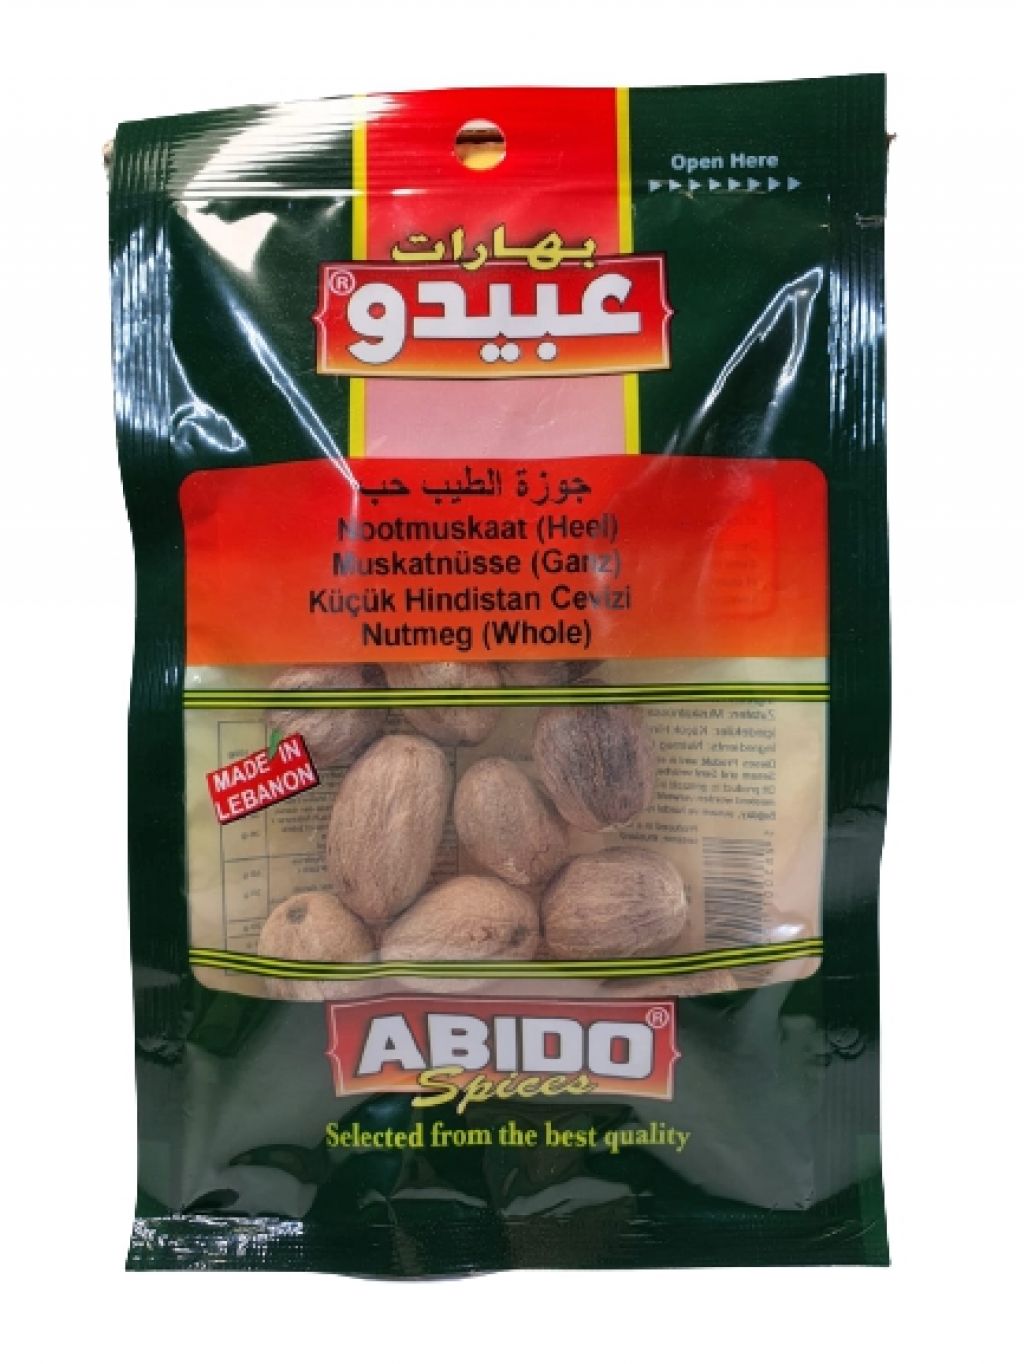 Open Here
بهارات
عبيدو®
جوزة الطيب حب
Nootmuskaat (Heel)
Muskatnüsse (Ganz)
Küçük Hindistan Cevizi
Nutmeg (Whole)
MADE IN
LEBANON
ABIDO®
Spices
Selected from the best quality